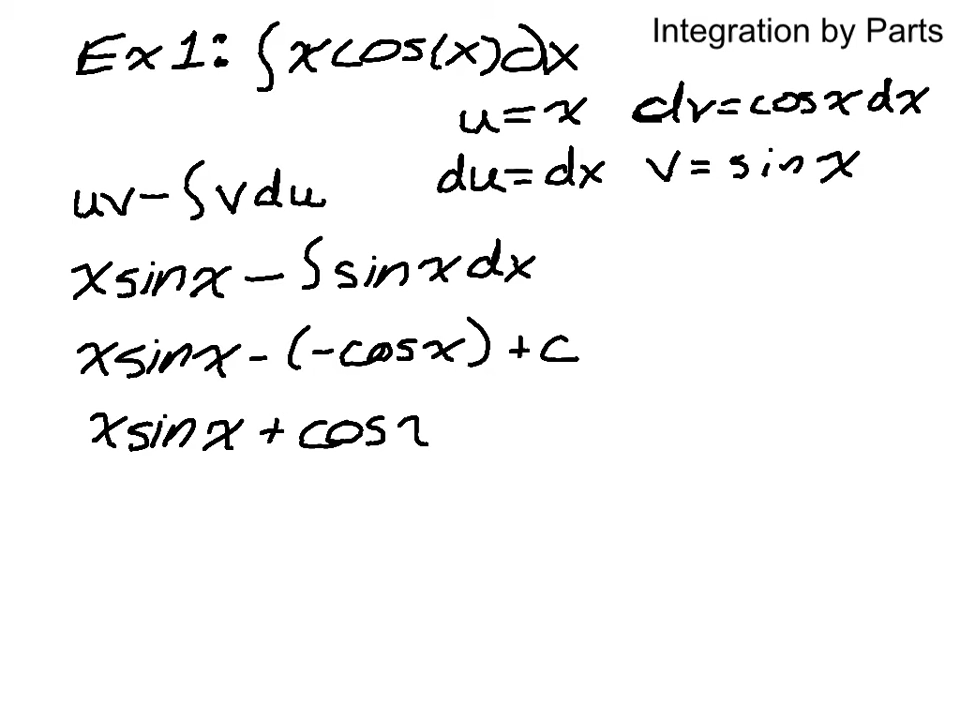 Integration by Parts
Ex1: ∫xcos(x)dx
u=x dv=cosxdx
du=dx v=sinx
uv-∫vdu
xsinx-∫sinxdx
xsinx-(-cosx)+c
xsinx+cos